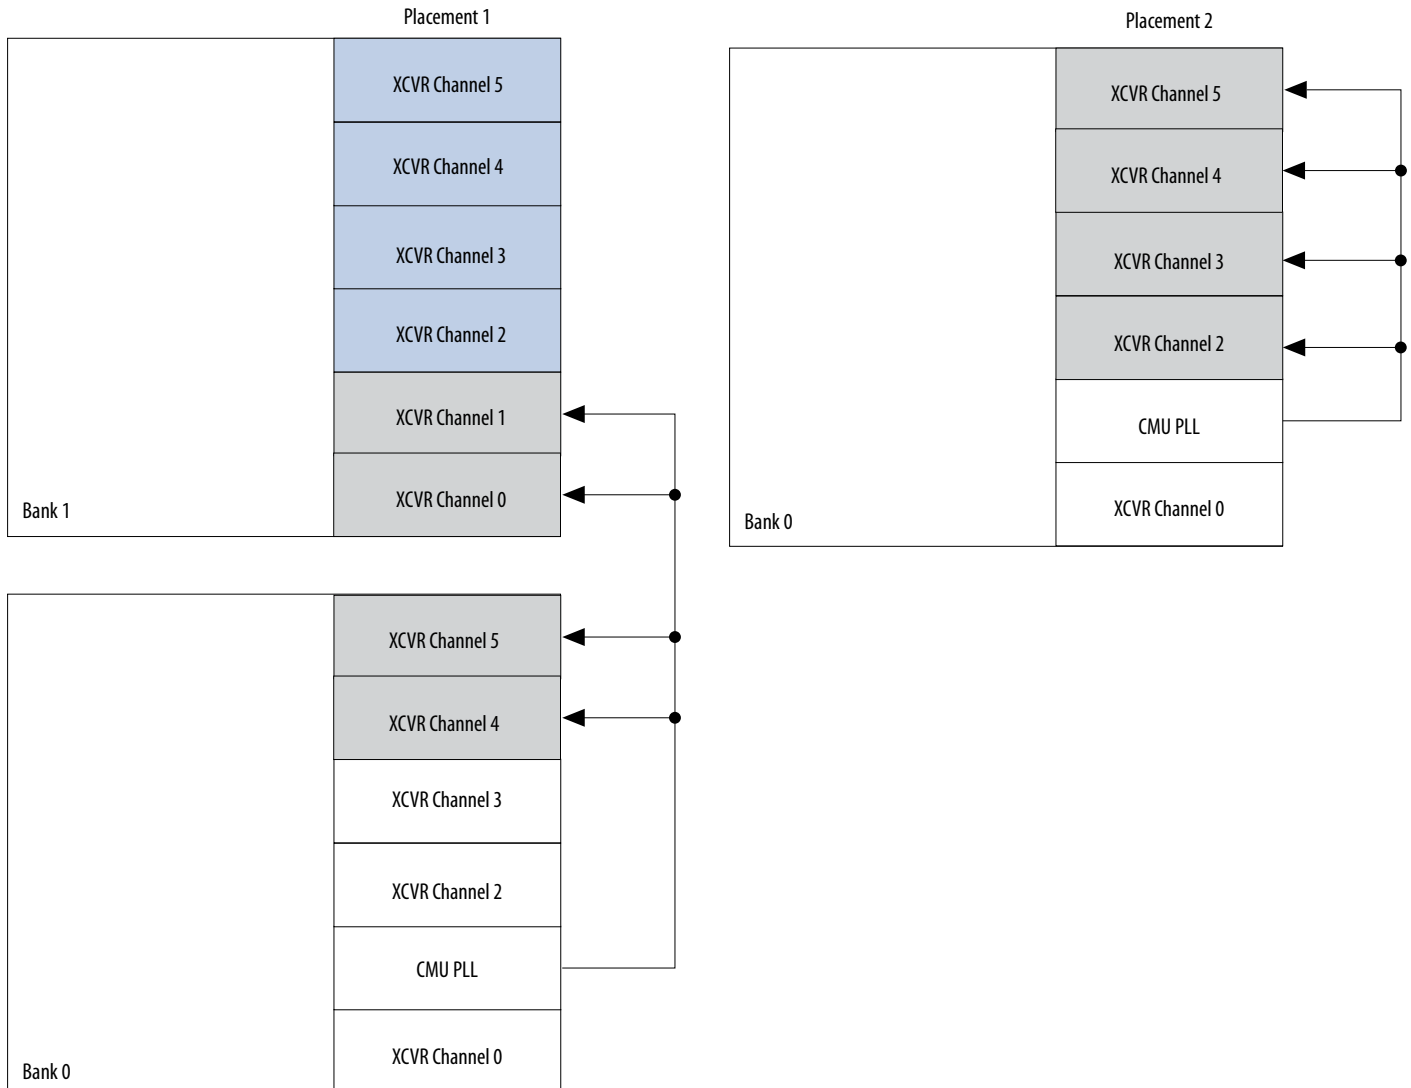 Placement 1
XCVR Channel 5
XCVR Channel 4
XCVR Channel 3
XCVR Channel 2
XCVR Channel 1
XCVR Channel 0
Bank 1
XCVR Channel 5
XCVR Channel 4
XCVR Channel 3
XCVR Channel 2
CMU PLL
XCVR Channel 0
Bank 0
Placement 2
XCVR Channel 5
XCVR Channel 4
XCVR Channel 3
XCVR Channel 2
CMU PLL
XCVR Channel 0
Bank 0